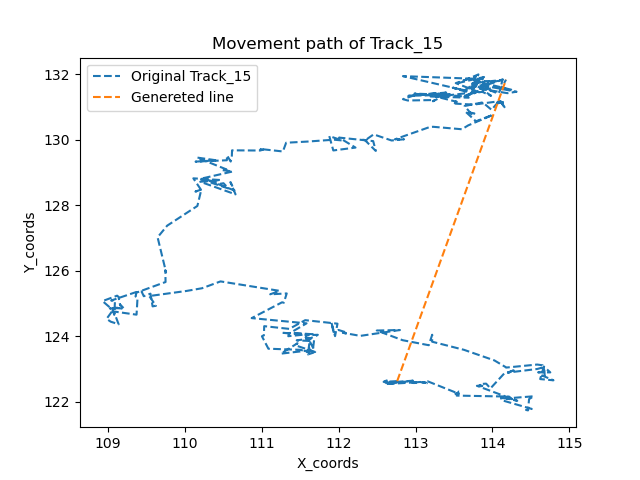 Movement path of Track_15
Original Track_15
Genereted line
132
130
128
126
124
122
Y_coords
109 110 111 112 113 114 115
X_coords